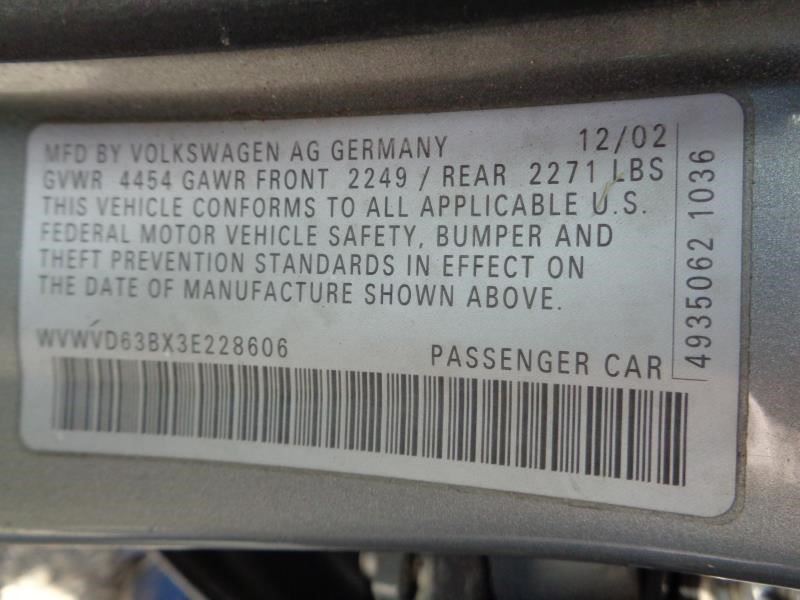 MFD BY VOLKSWAGEN AG GERMANY 12/02
GVWR 4454 GAWR FRONT 2249 / REAR 2271 LBS
THIS VEHICLE CONFORMS TO ALL APPLICABLE U.S.
FEDERAL MOTOR VEHICLE SAFETY, BUMPER AND
THEFT PREVENTION STANDARDS IN EFFECT ON
THE DATE OF MANUFACTURE SHOWN ABOVE.
WVWVD63BX3E228606 PASSENGER CAR
4935062 1036